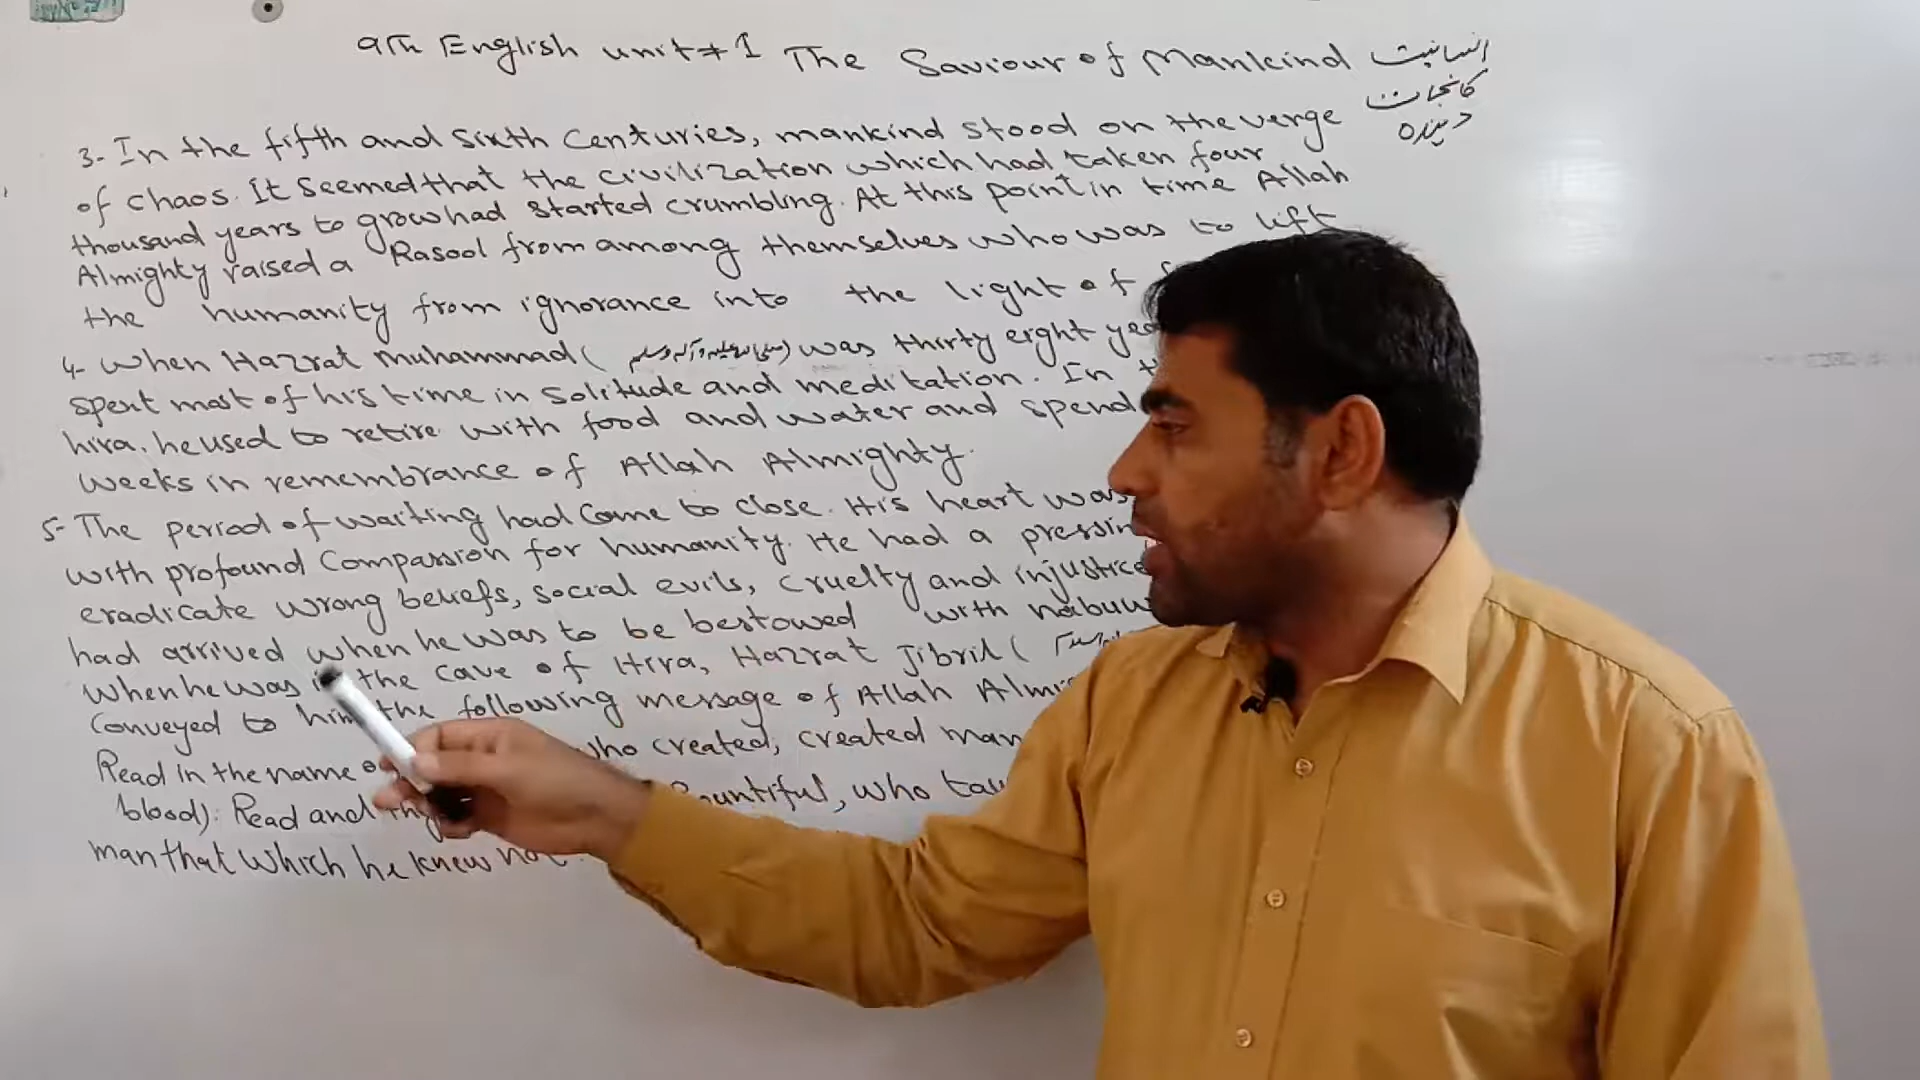 9Th English unit # 1 The Saviour of Mankind انسانیت
کا نجات
دہندہ
3- In the fifth and sixth centuries, mankind stood on the verge
of chaos. It seemed that the civilization which had taken four
thousand years to grow had started crumbling. At this point in time Allah
Almighty raised a Rasool from among themselves who was to lift
the humanity from ignorance into the light of
4- When Hazrat Muhammad ( صلی اللہ علیہ وآلہ وسلم ) was thirty eight
spent most of his time in solitude and meditation. In
hira. he used to retire with food and water and spend
weeks in remembrance of Allah Almighty.
5- The period of waiting had come to close. His heart was
with profound compassion for humanity. He had a
eradicate wrong beliefs, social evils, cruelty and injustice
had arrived when he was to be bestowed with
When he was the cave of Hira, Hazrat Jibril (
conveyed to him the following message of Allah
Read in the name who created, created man
blood): Read and Bountiful, who
man that which he knew not